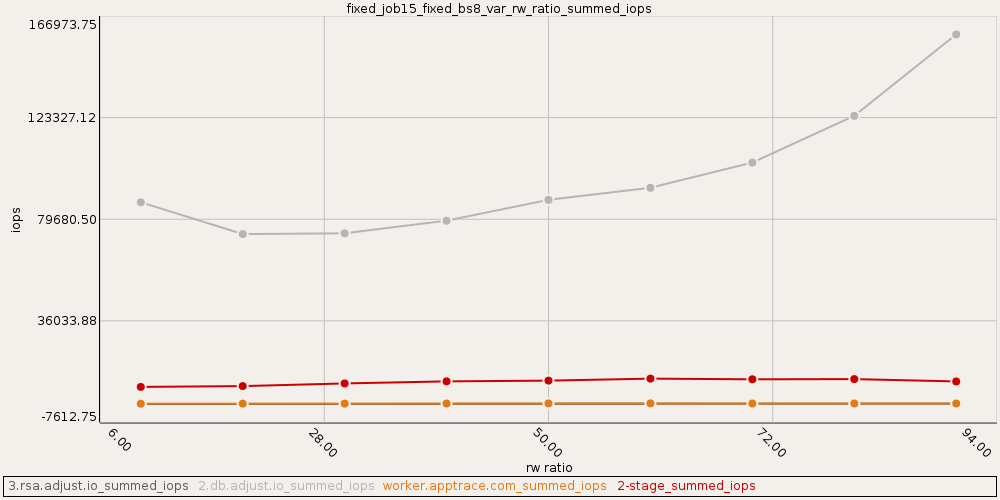 fixed_job15_fixed_bs8_var_rw_ratio_summed_iops
166973.75
123327.12
79680.50
36033.88
-7612.75
iops
6.00 28.00 50.00 72.00 94.00
rw ratio
3.rsa.adjust.io_summed_iops 2.db.adjust.io_summed_iops worker.apptrace.com_summed_iops 2-stage_summed_iops